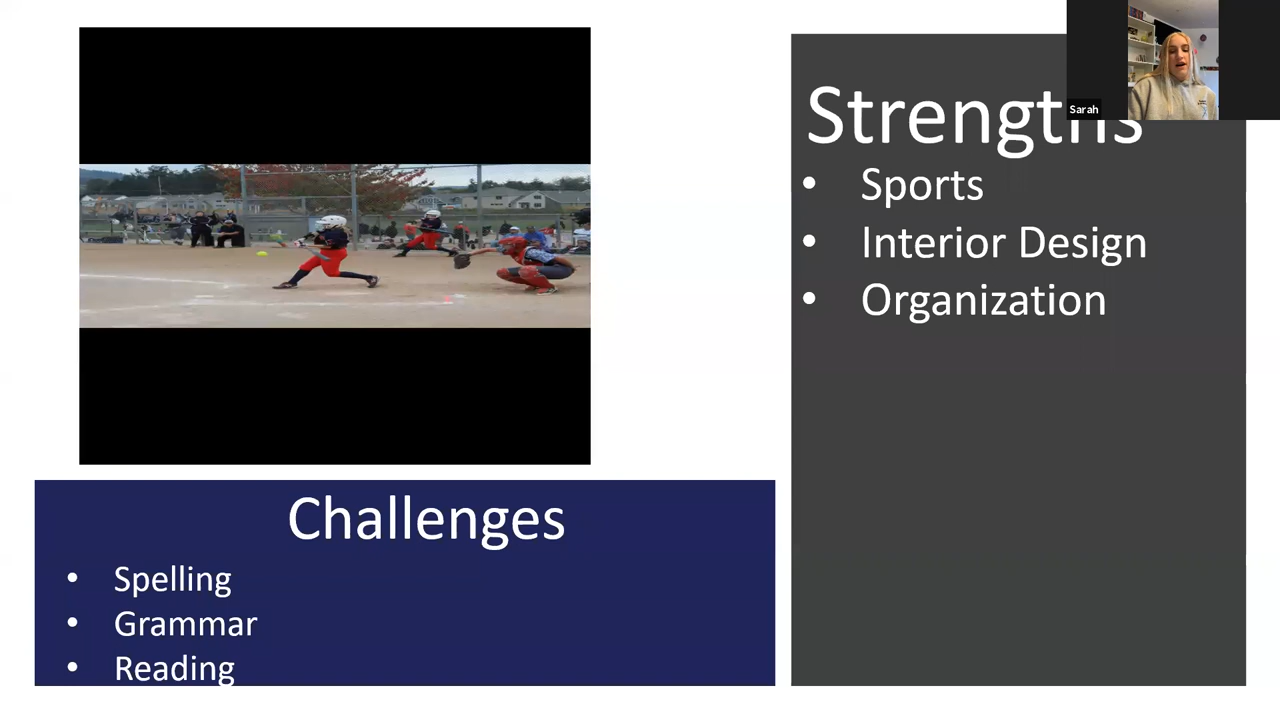 Strengths
Sarah
• Sports
• Interior Design
• Organization
Challenges
• Spelling
• Grammar
• Reading